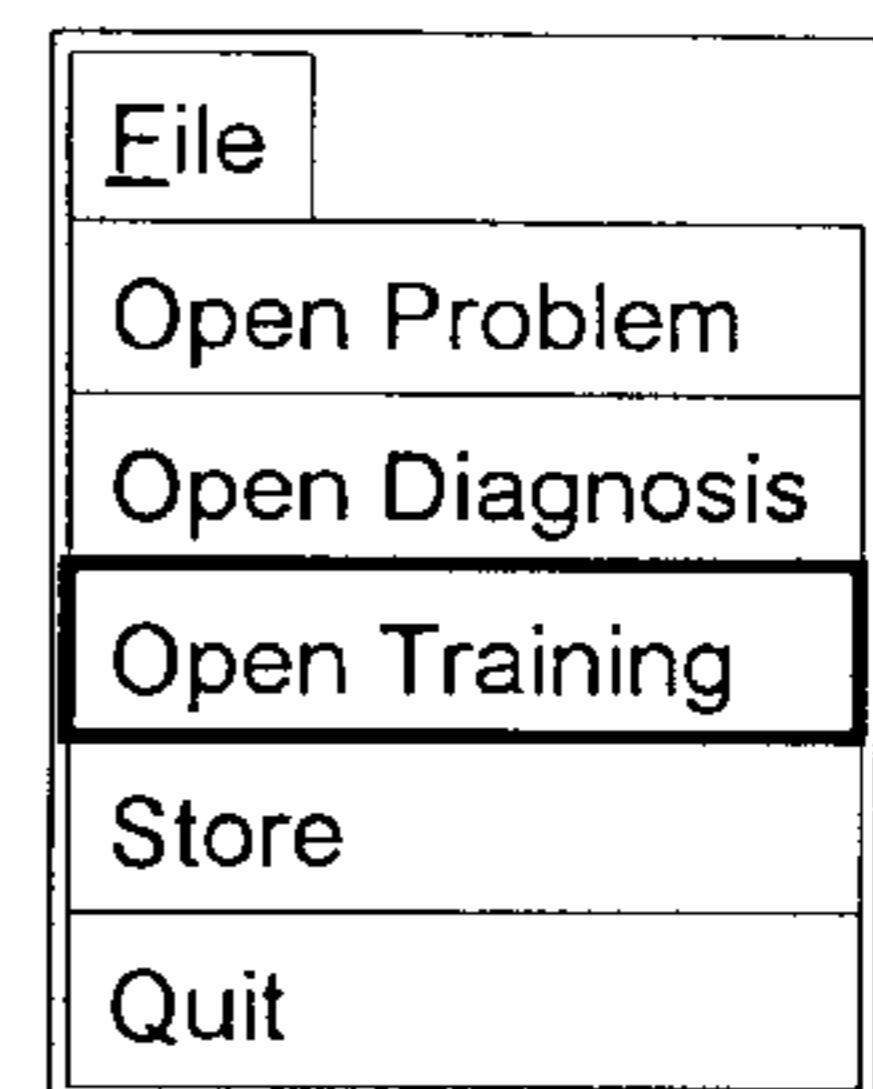 File
Open Problem
Open Diagnosis
Open Training
Store
Quit